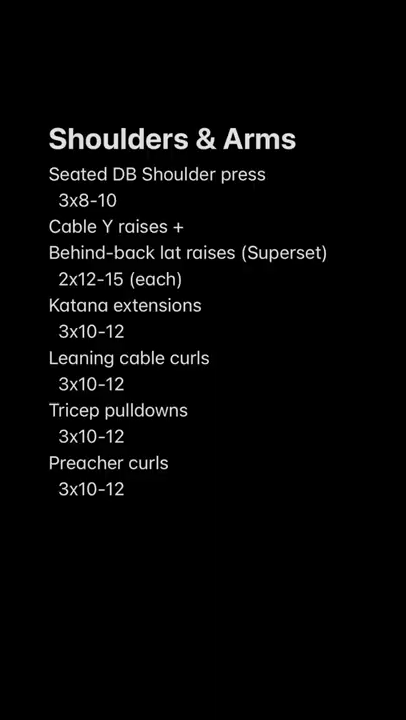 Shoulders & Arms
Seated DB Shoulder press
3x8-10
Cable Y raises +
Behind-back lat raises (Superset)
2x12-15 (each)
Katana extensions
3x10-12
Leaning cable curls
3x10-12
Tricep pulldowns
3x10-12
Preacher curls
3x10-12